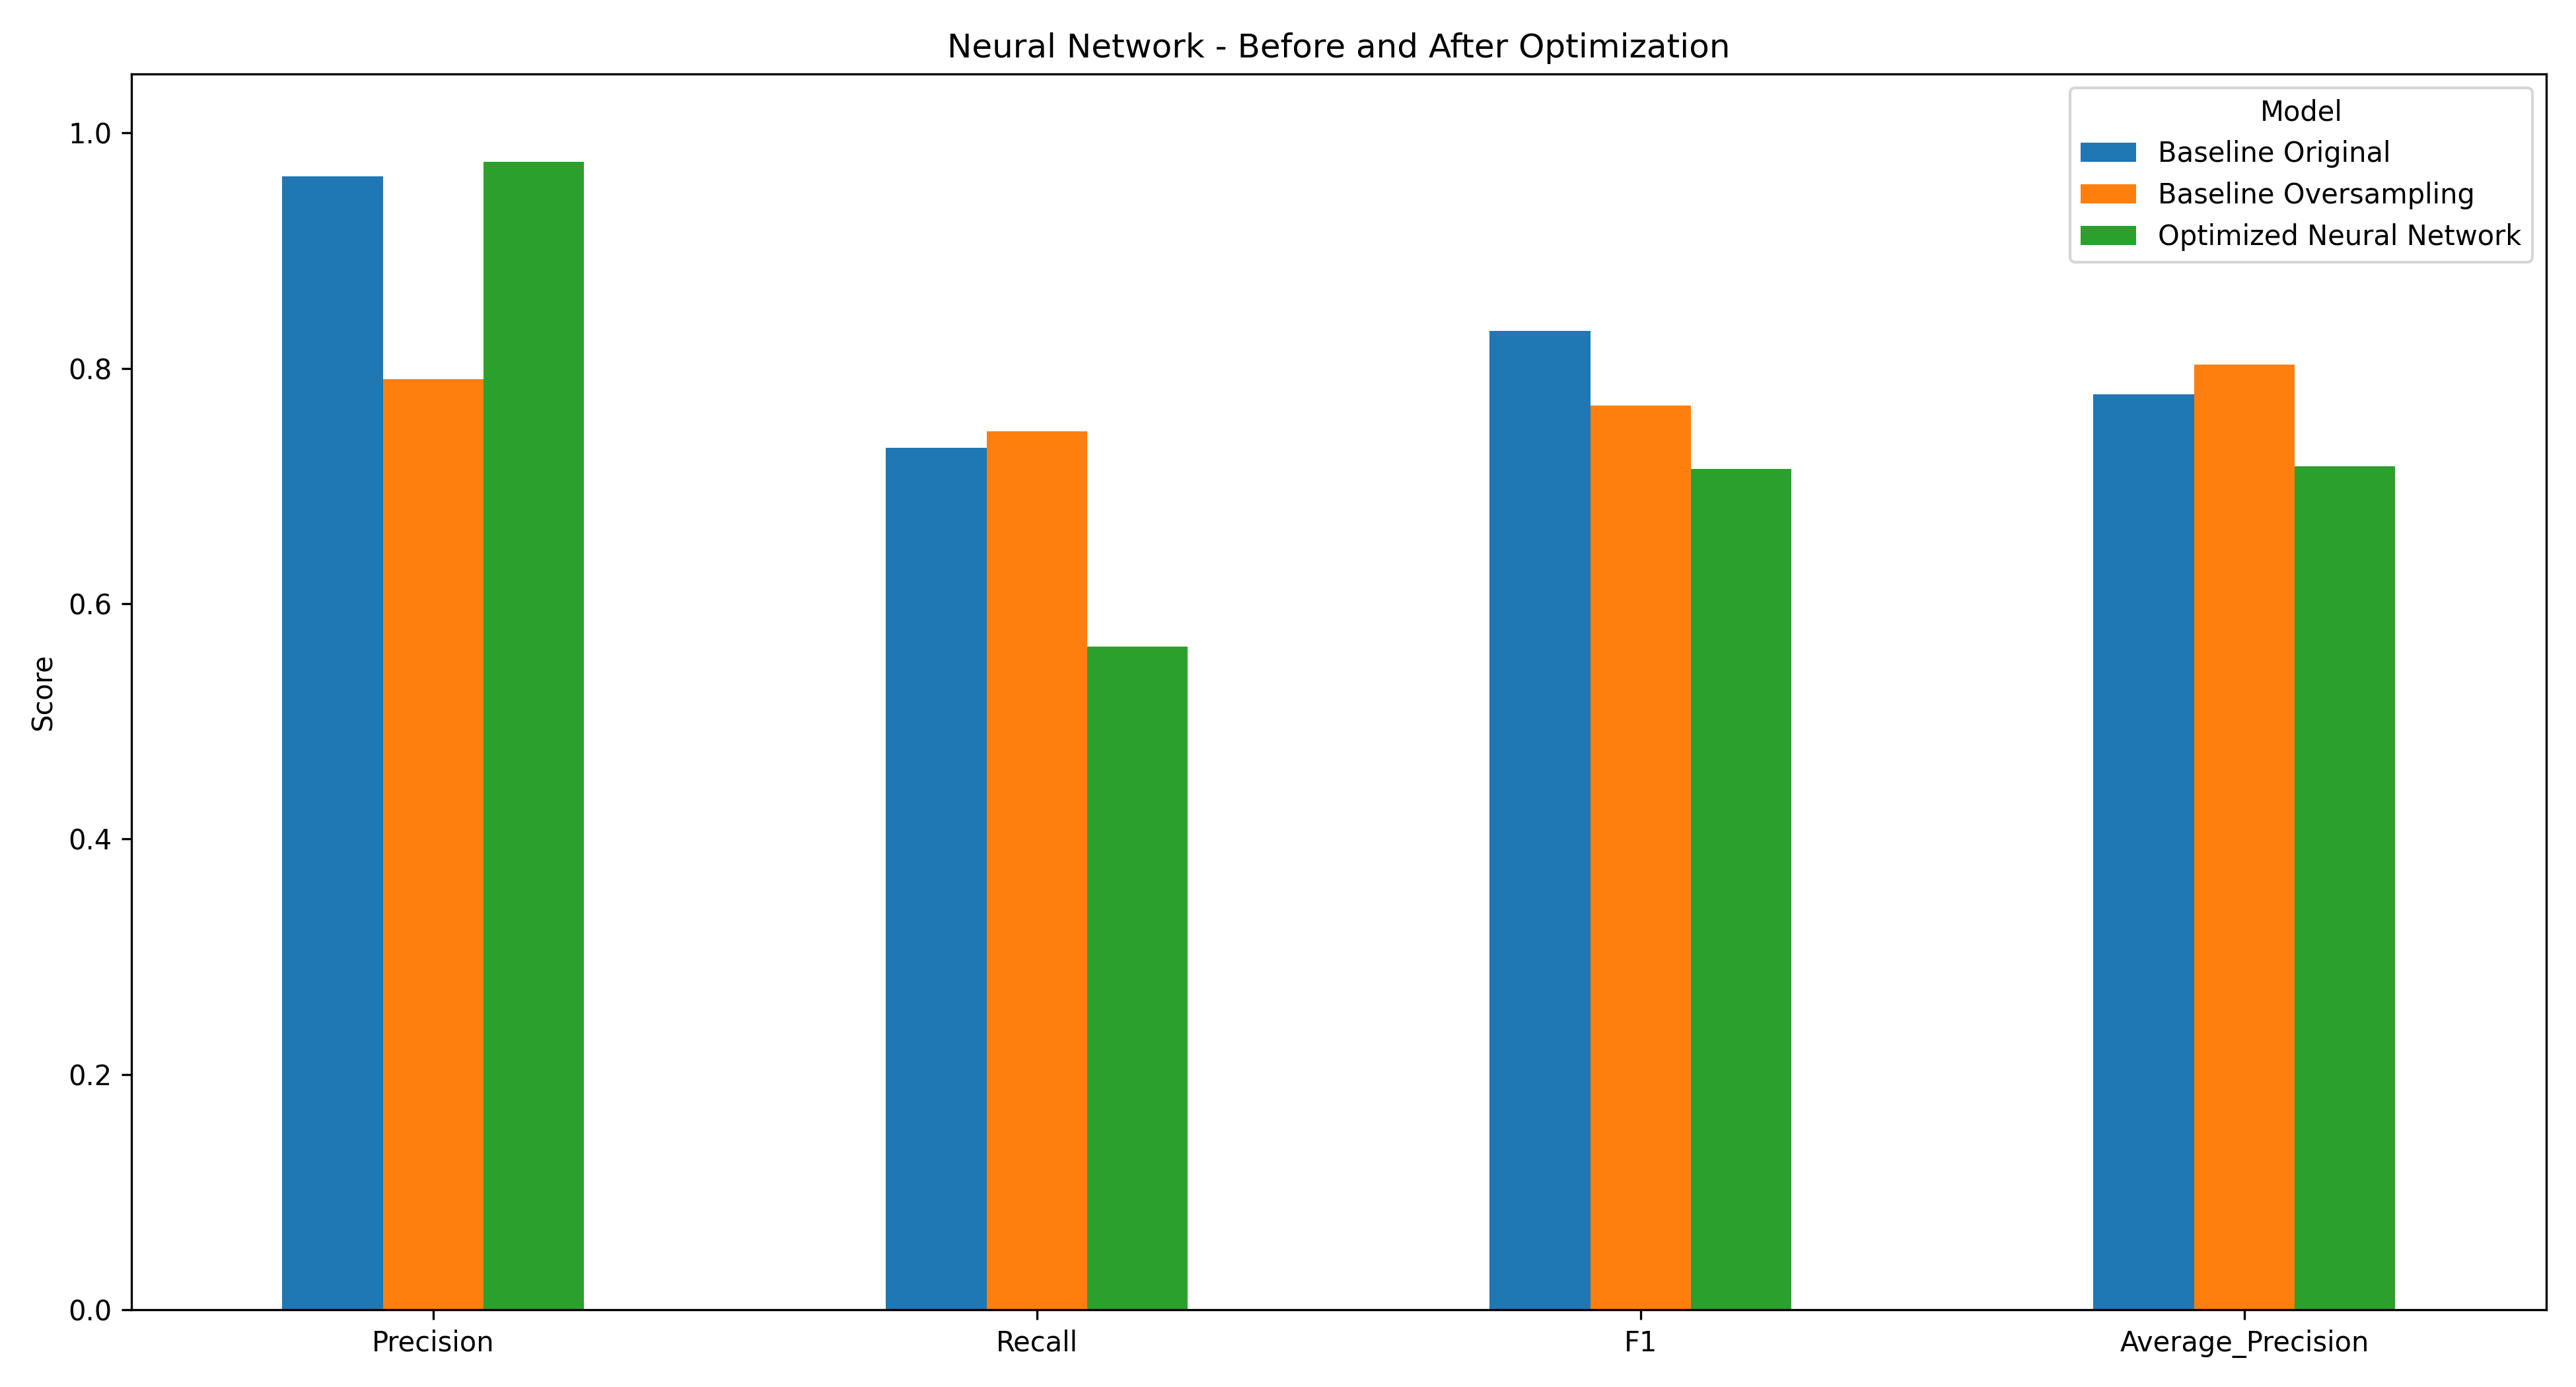 Neural Network - Before and After Optimization
Model
Baseline Original
Baseline Oversampling
Optimized Neural Network
Score
1.0
0.8
0.6
0.4
0.2
0.0
Precision
Recall
F1
Average_Precision